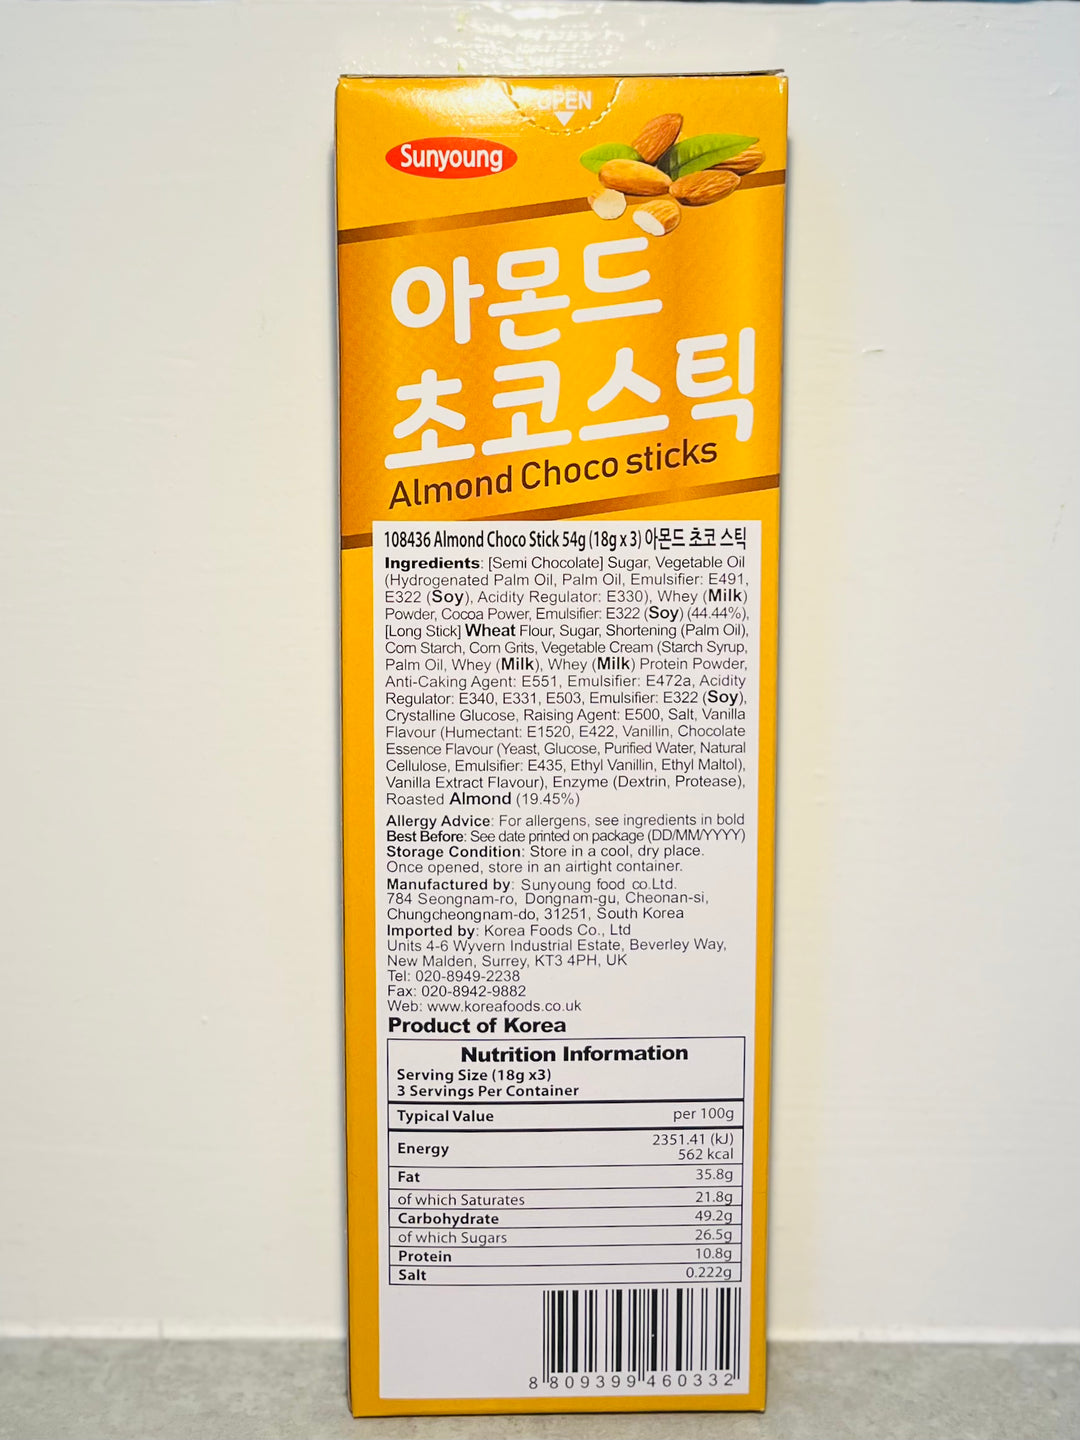 OPEN
Sunyoung
아몬드
초코스틱
Almond Choco sticks
108436 Almond Choco Stick 54g (18g x 3) 아몬드 초코 스틱
Ingredients: [Semi Chocolate] Sugar, Vegetable Oil
(Hydrogenated Palm Oil, Palm Oil, Emulsifier: E491,
E322 (Soy), Acidity Regulator: E330), Whey (Milk)
Powder, Cocoa Power, Emulsifier: E322 (Soy) (44.44%),
[Long Stick] Wheat Flour, Sugar, Shortening (Palm Oil),
Corn Starch, Corn Grits, Vegetable Cream (Starch Syrup,
Palm Oil, Whey (Milk), Whey (Milk) Protein Powder,
Anti-Caking Agent: E551, Emulsifier: E472a, Acidity
Regulator: E340, E331, E503, Emulsifier: E322 (Soy),
Crystalline Glucose, Raising Agent: E500, Salt, Vanilla
Flavour (Humectant: E1520, E422, Vanillin, Chocolate
Essence Flavour (Yeast, Glucose, Purified Water, Natural
Cellulose, Emulsifier: E435, Ethyl Vanillin, Ethyl Maltol),
Vanilla Extract Flavour), Enzyme (Dextrin, Protease),
Roasted Almond (19.45%)
Allergy Advice: For allergens, see ingredients in bold
Best Before: See date printed on package (DD/MM/YYYY)
Storage Condition: Store in a cool, dry place.
Once opened, store in an airtight container.
Manufactured by: Sunyoung food co.Ltd.
784 Seongnam-ro, Dongnam-gu, Cheonan-si,
Chungcheongnam-do, 31251, South Korea
Imported by: Korea Foods Co., Ltd
Units 4-6 Wyvern Industrial Estate, Beverley Way,
New Malden, Surrey, KT3 4PH, UK
Tel: 020-8949-2238
Fax: 020-8942-9882
Web: www.koreafoods.co.uk
Product of Korea
Nutrition Information
Serving Size (18g x3)
3 Servings Per Container
Typical Value per 100g
Energy 2351.41 (kJ)
562 kcal
Fat 35.8g
of which Saturates 21.8g
Carbohydrate 49.2g
of which Sugars 26.5g
Protein 10.8g
Salt 0.222g
8 809399 460332